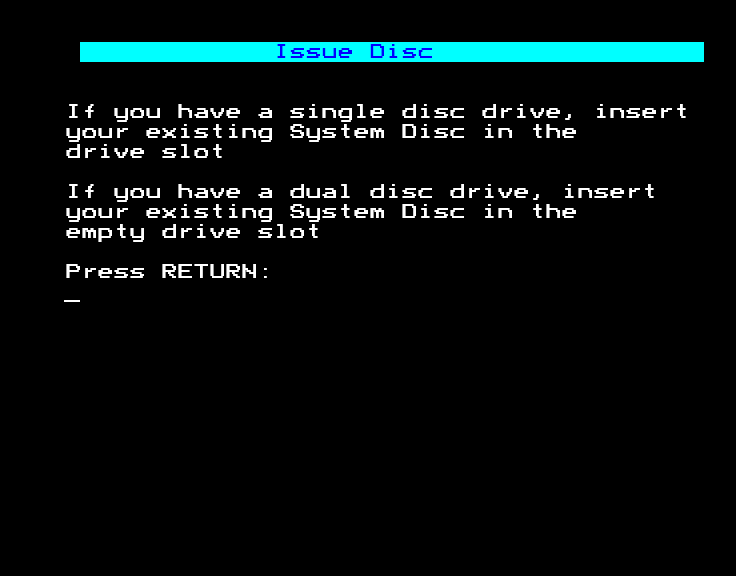 Issue Disc
If you have a single disc drive, insert
your existing System Disc in the
drive slot
If you have a dual disc drive, insert
your existing System Disc in the
empty drive slot
Press RETURN:
_